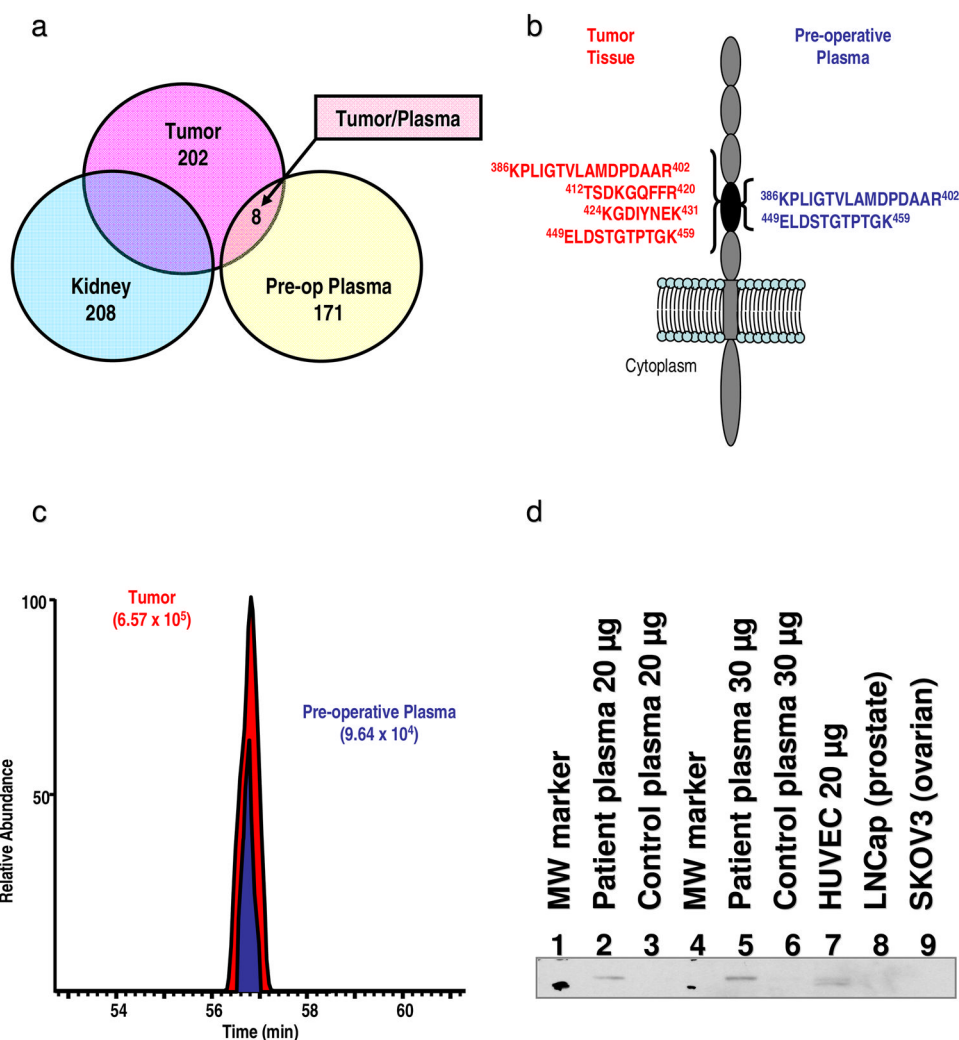 a
Tumor
202
Tumor/Plasma
8
Kidney
208
Pre-op Plasma
171
b
Tumor
Tissue
Pre-operative
Plasma
³⁸⁶KPLIGTVLAMDPDAAR⁴⁰²
⁴¹²TSDKGQFFR⁴²⁰
⁴²⁴KGDIYNEK⁴³¹
⁴⁴⁹ELDSTGTPTGK⁴⁵⁹
³⁸⁶KPLIGTVLAMDPDAAR⁴⁰²
⁴⁴⁹ELDSTGTPTGK⁴⁵⁹
Cytoplasm
c
Tumor
(6.57 x 10⁵)
Pre-operative Plasma
(9.64 x 10⁴)
Relative Abundance
100
50
54 56 58 60
Time (min)
d
MW marker
Patient plasma 20 µg
Control plasma 20 µg
MW marker
Patient plasma 30 µg
Control plasma 30 µg
HUVEC 20 µg
LNCap (prostate)
SKOV3 (ovarian)
1 2 3 4 5 6 7 8 9